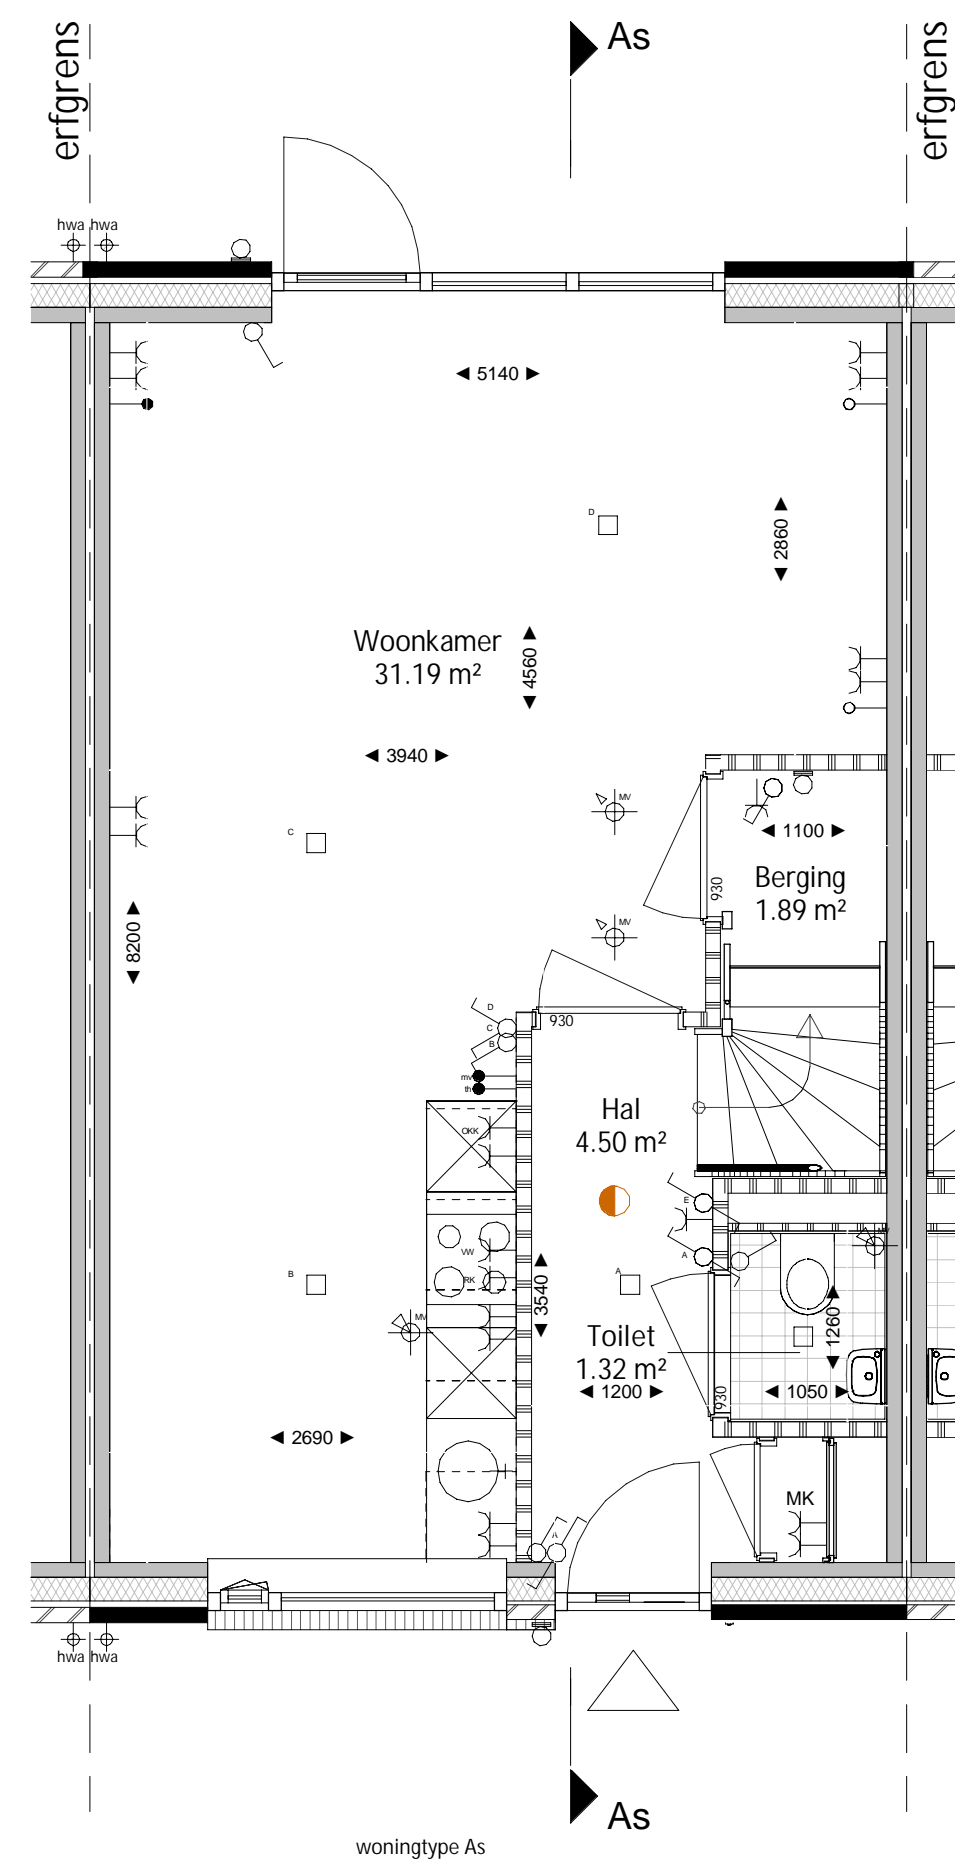 erfgrens
As
erfgrens
hwa hwa
5140
D
2860
Woonkamer
31.19 m²
4560
3940
MV
C
1100
Berging
1.89 m²
930
8200
MV
D
C
B
930
mv
th
Hal
4.50 m²
OKK
E
A
MV
VW
RK
B
A
3540
1260
MV
Toilet
1.32 m²
1200
1050
930
2690
MK
A
hwa hwa
As
woningtype As